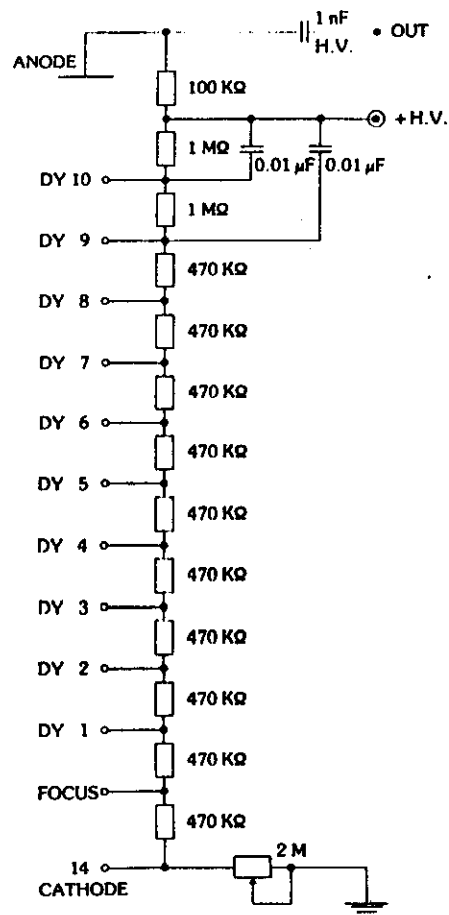 1 nF
H.V.
OUT
ANODE
100 KΩ
+H.V.
1 MΩ
0.01 µF
0.01 µF
DY 10
1 MΩ
DY 9
470 KΩ
DY 8
470 KΩ
DY 7
470 KΩ
DY 6
470 KΩ
DY 5
470 KΩ
DY 4
470 KΩ
DY 3
470 KΩ
DY 2
470 KΩ
DY 1
470 KΩ
FOCUS
470 KΩ
2 M
14
CATHODE